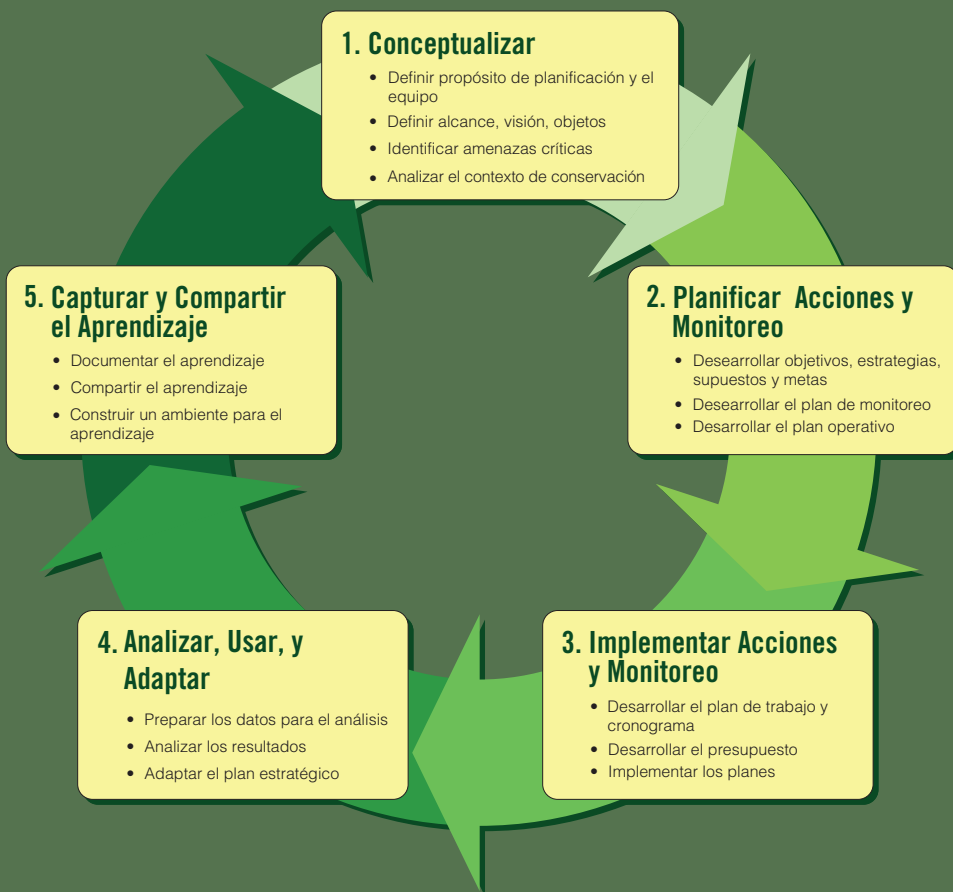 1. Conceptualizar
• Definir propósito de planificación y el
equipo
• Definir alcance, visión, objetos
• Identificar amenazas críticas
• Analizar el contexto de conservación
2. Planificar Acciones y
Monitoreo
• Desearrollar objetivos, estrategias,
supuestos y metas
• Desearrollar el plan de monitoreo
• Desarrollar el plan operativo
3. Implementar Acciones
y Monitoreo
• Desarrollar el plan de trabajo y
cronograma
• Desarrollar el presupuesto
• Implementar los planes
4. Analizar, Usar, y
Adaptar
• Preparar los datos para el análisis
• Analizar los resultados
• Adaptar el plan estratégico
5. Capturar y Compartir
el Aprendizaje
• Documentar el aprendizaje
• Compartir el aprendizaje
• Construir un ambiente para el
aprendizaje